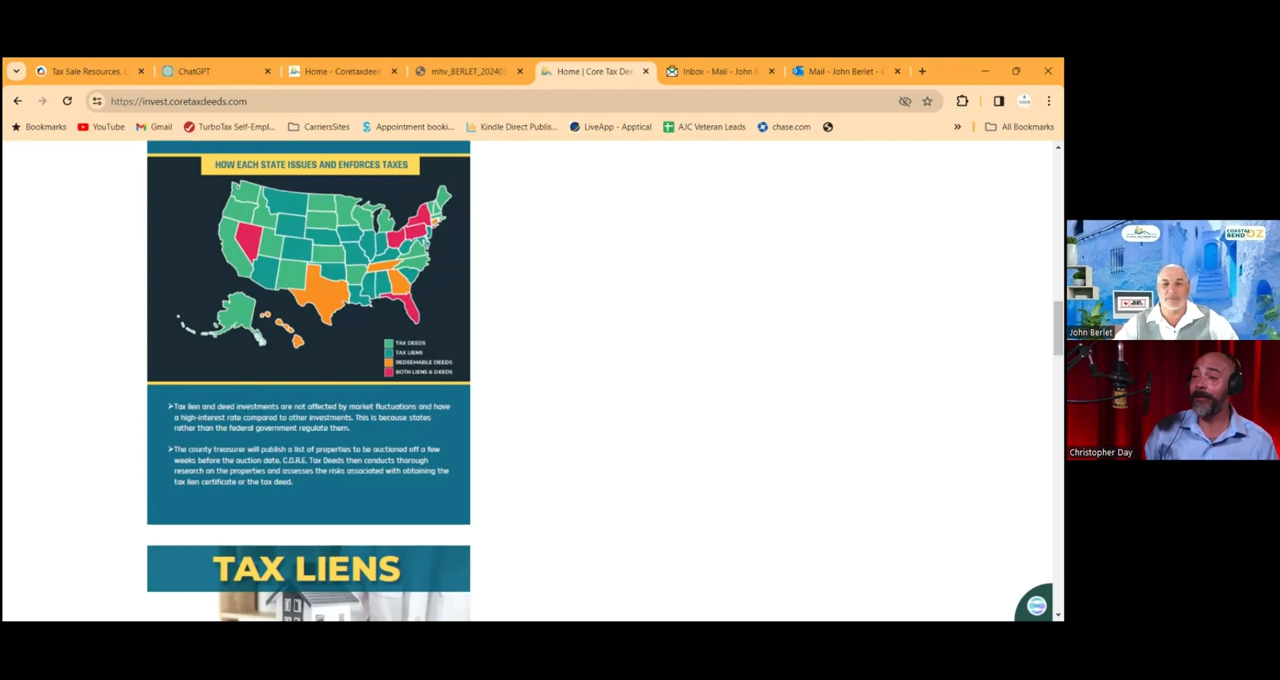 Tax Sale Resources, L
ChatGPT
Home - Coretaxdeed
mhv_BERLET_202403
Home | Core Tax Dee
Inbox - Mail - John B
Mail - John Berlet - O
https://invest.coretaxdeeds.com
Bookmarks
YouTube
Gmail
TurboTax Self-Empl...
CarriersSites
Appointment booki...
Kindle Direct Publis...
LiveApp - Apptical
AJC Veteran Leads
chase.com
All Bookmarks
HOW EACH STATE ISSUES AND ENFORCES TAXES
TAX DEEDS
TAX LIENS
REDEEMABLE DEEDS
BOTH LIENS & DEEDS
➢Tax lien and deed investments are not affected by market fluctuations and have
a high-interest rate compared to other investments. This is because states
rather than the federal government regulate them.
➢The county treasurer will publish a list of properties to be auctioned off a few
weeks before the auction date. C.O.R.E. Tax Deeds then conducts thorough
research on the properties and assesses the risks associated with obtaining the
tax lien certificate or the tax deed.
TAX LIENS
COASTAL
BEND OZ
John Berlet
Christopher Day